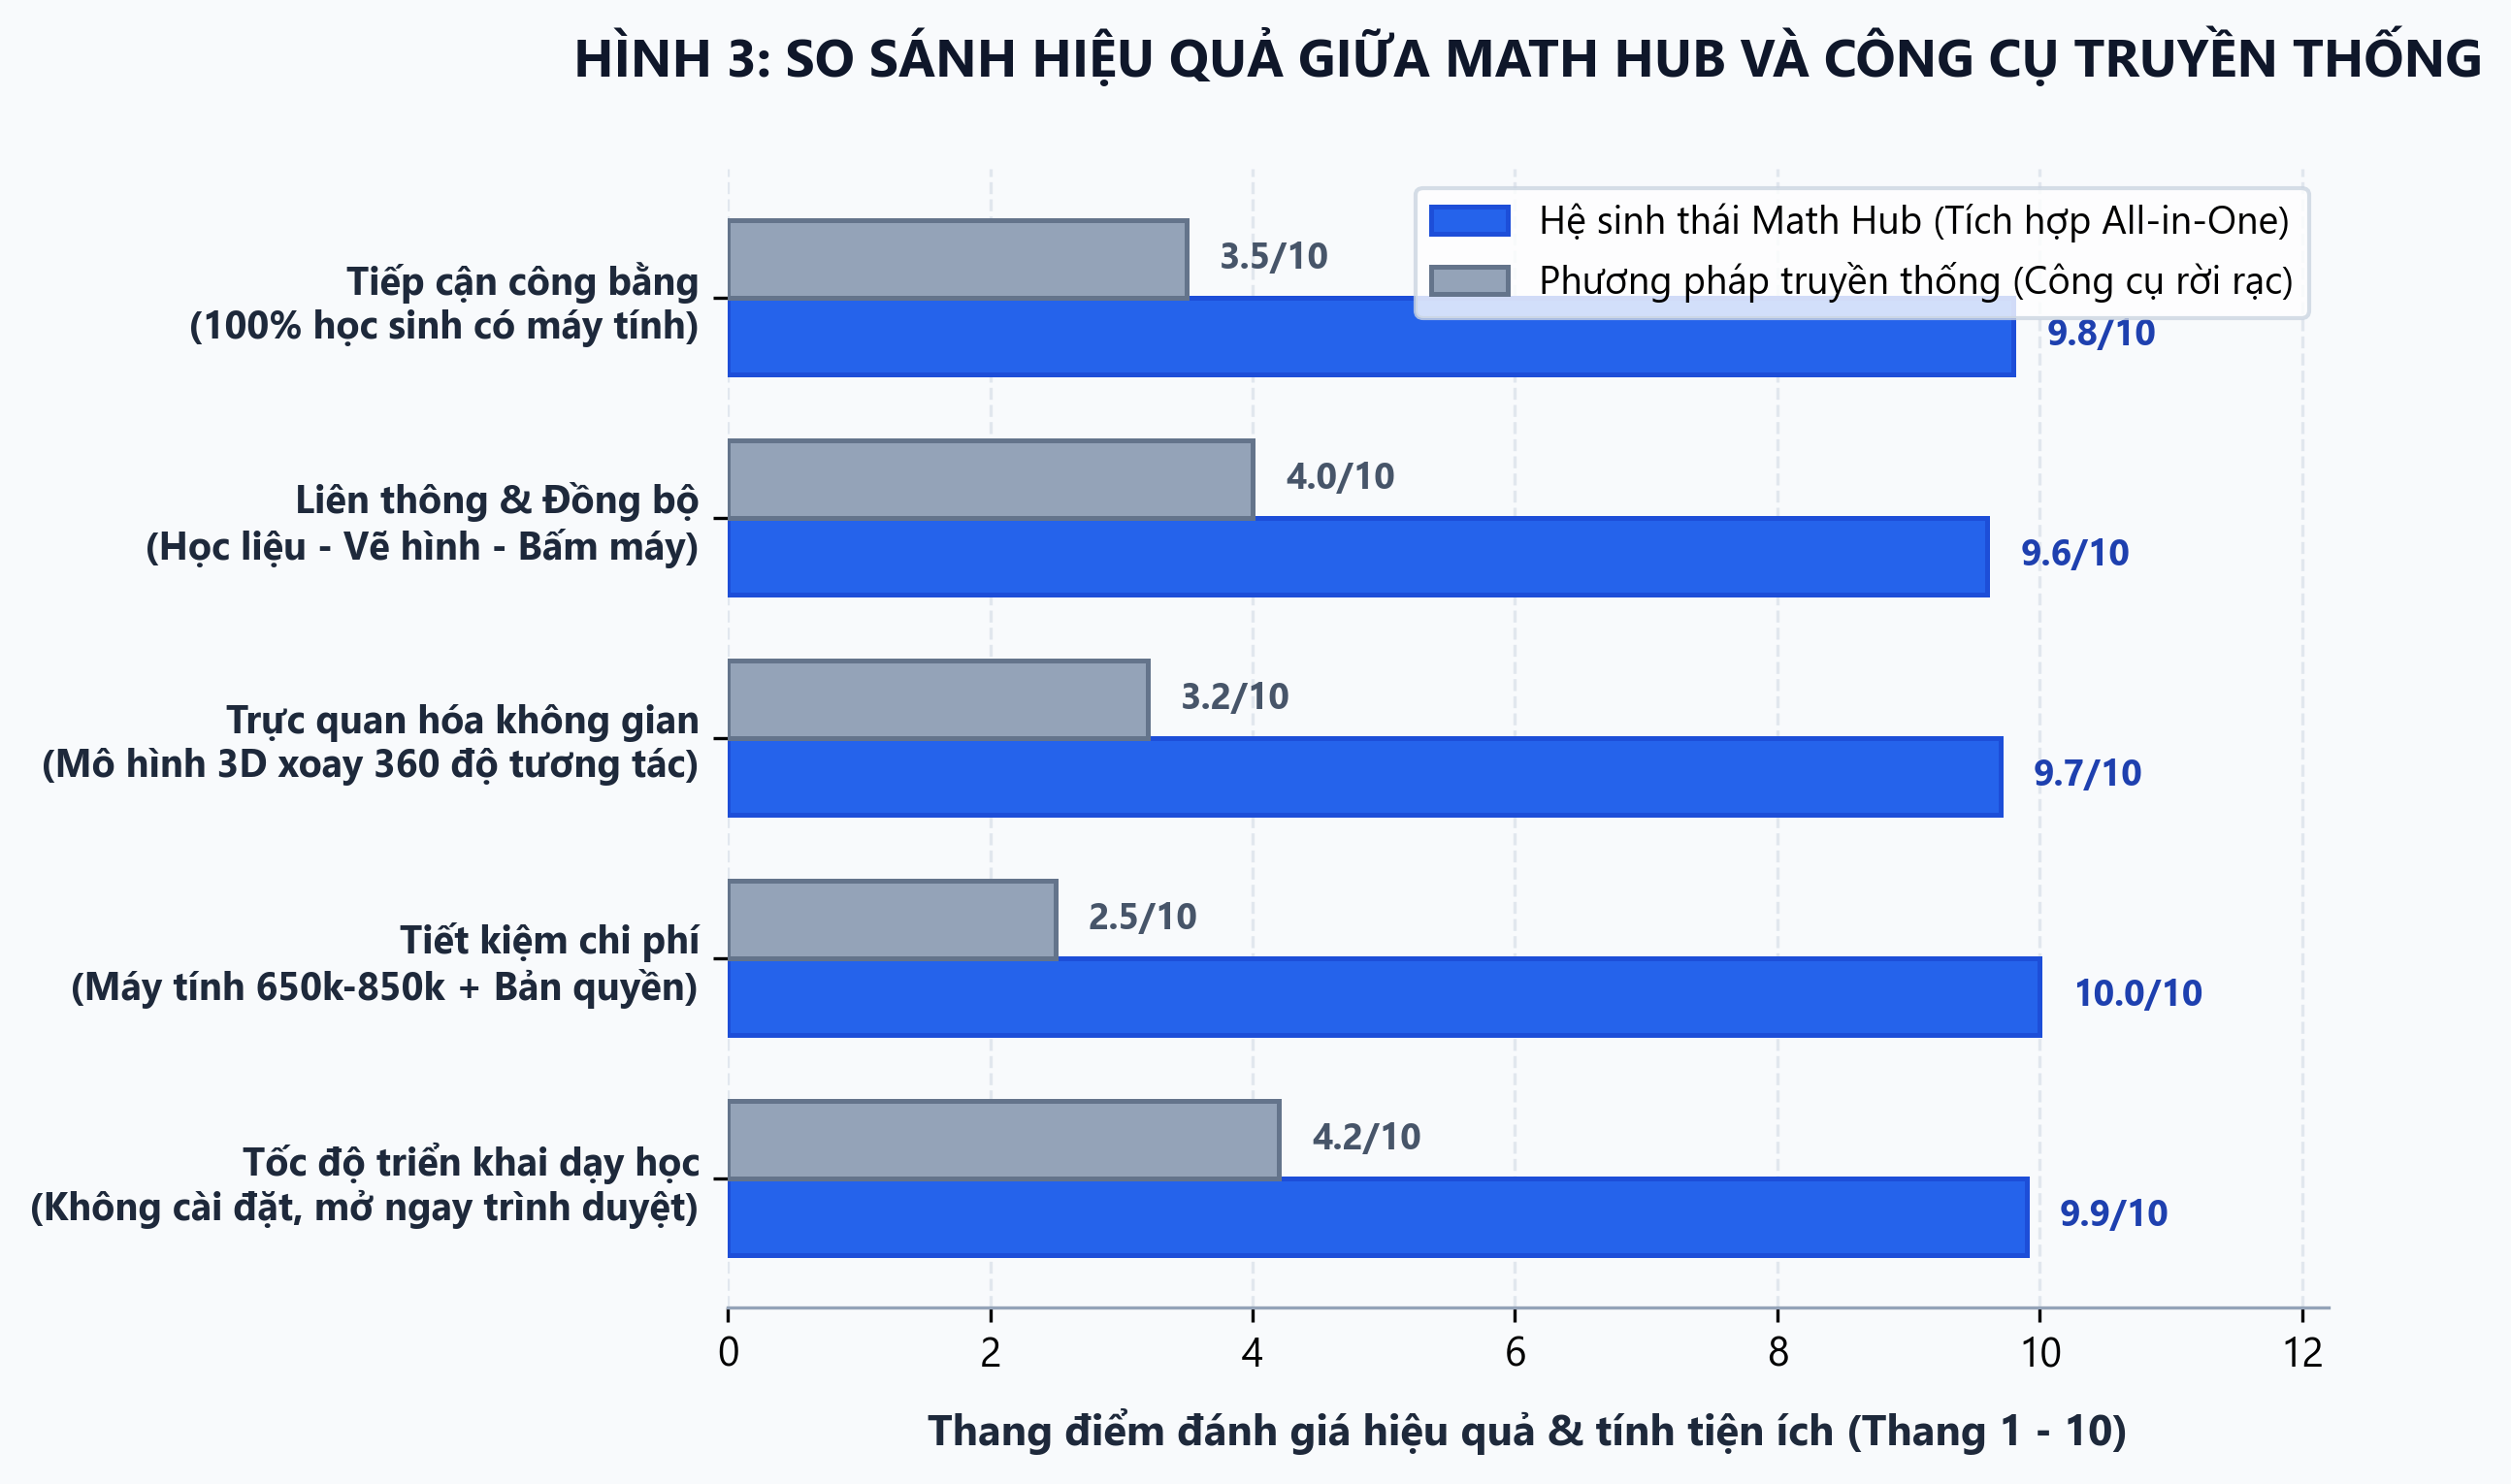 HÌNH 3: SO SÁNH HIỆU QUẢ GIỮA MATH HUB VÀ CÔNG CỤ TRUYỀN THỐNG
Hệ sinh thái Math Hub (Tích hợp All-in-One)
Phương pháp truyền thống (Công cụ rời rạc)
Tiếp cận công bằng
(100% học sinh có máy tính)
3.5/10
9.8/10
Liên thông & Đồng bộ
(Học liệu - Vẽ hình - Bấm máy)
4.0/10
9.6/10
Trực quan hóa không gian
(Mô hình 3D xoay 360 độ tương tác)
3.2/10
9.7/10
Tiết kiệm chi phí
(Máy tính 650k-850k + Bản quyền)
2.5/10
10.0/10
Tốc độ triển khai dạy học
(Không cài đặt, mở ngay trình duyệt)
4.2/10
9.9/10
0 2 4 6 8 10 12
Thang điểm đánh giá hiệu quả & tính tiện ích (Thang 1 - 10)